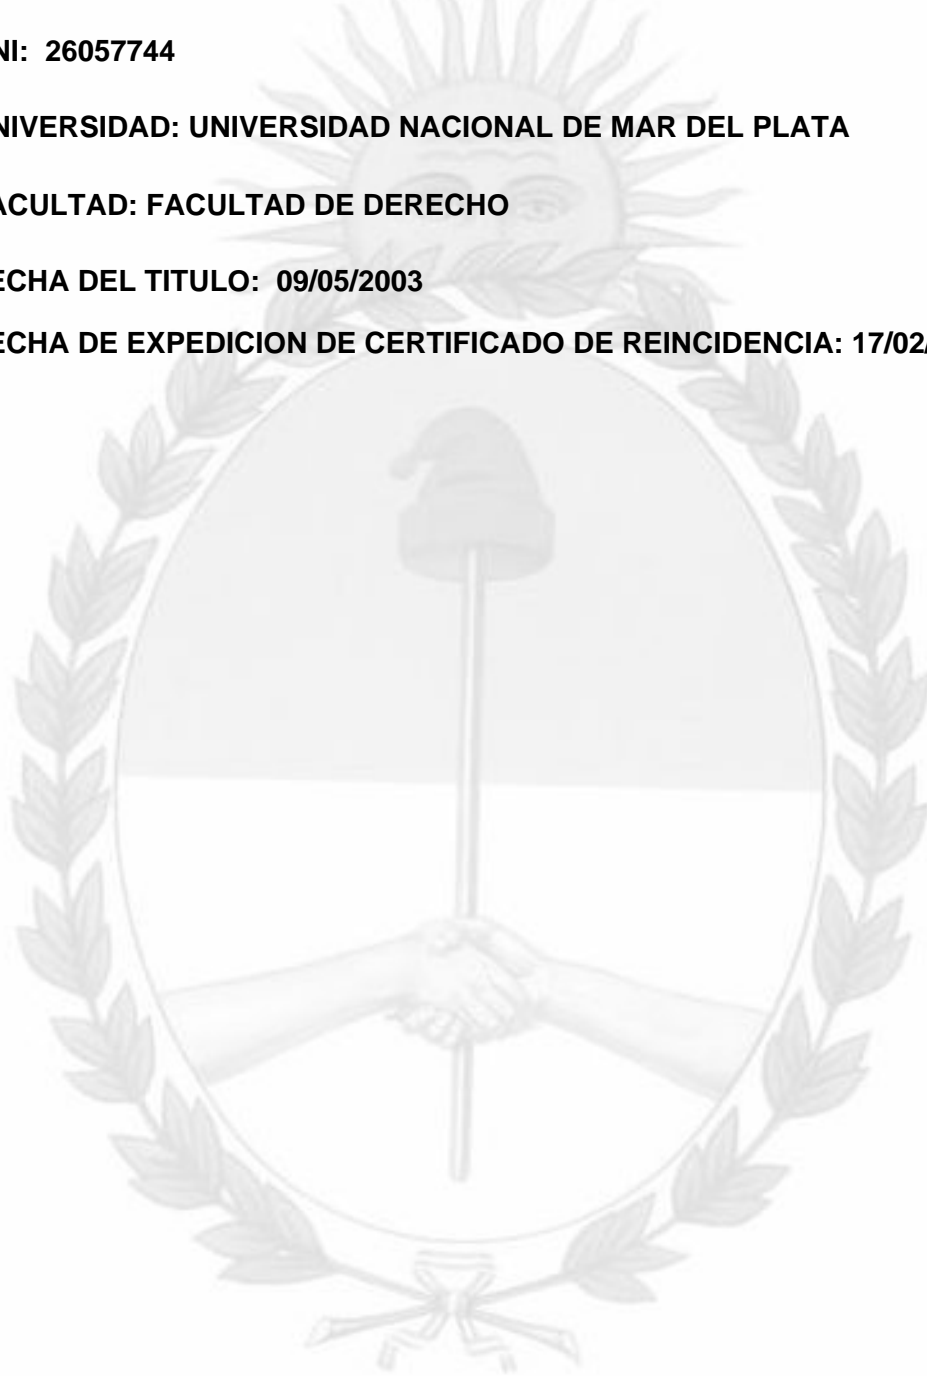 NI: 26057744
NIVERSIDAD: UNIVERSIDAD NACIONAL DE MAR DEL PLATA
ACULTAD: FACULTAD DE DERECHO
ECHA DEL TITULO: 09/05/2003
ECHA DE EXPEDICION DE CERTIFICADO DE REINCIDENCIA: 17/02/